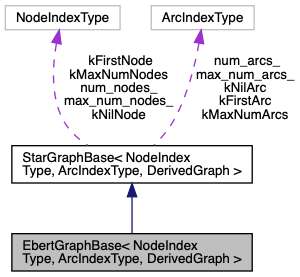 NodeIndexType
ArcIndexType
kFirstNode
kMaxNumNodes
num_nodes_
max_num_nodes_
kNilNode
num_arcs_
max_num_arcs_
kNilArc
kFirstArc
kMaxNumArcs
StarGraphBase< NodeIndex
Type, ArcIndexType, DerivedGraph >
EbertGraphBase< NodeIndex
Type, ArcIndexType, DerivedGraph >